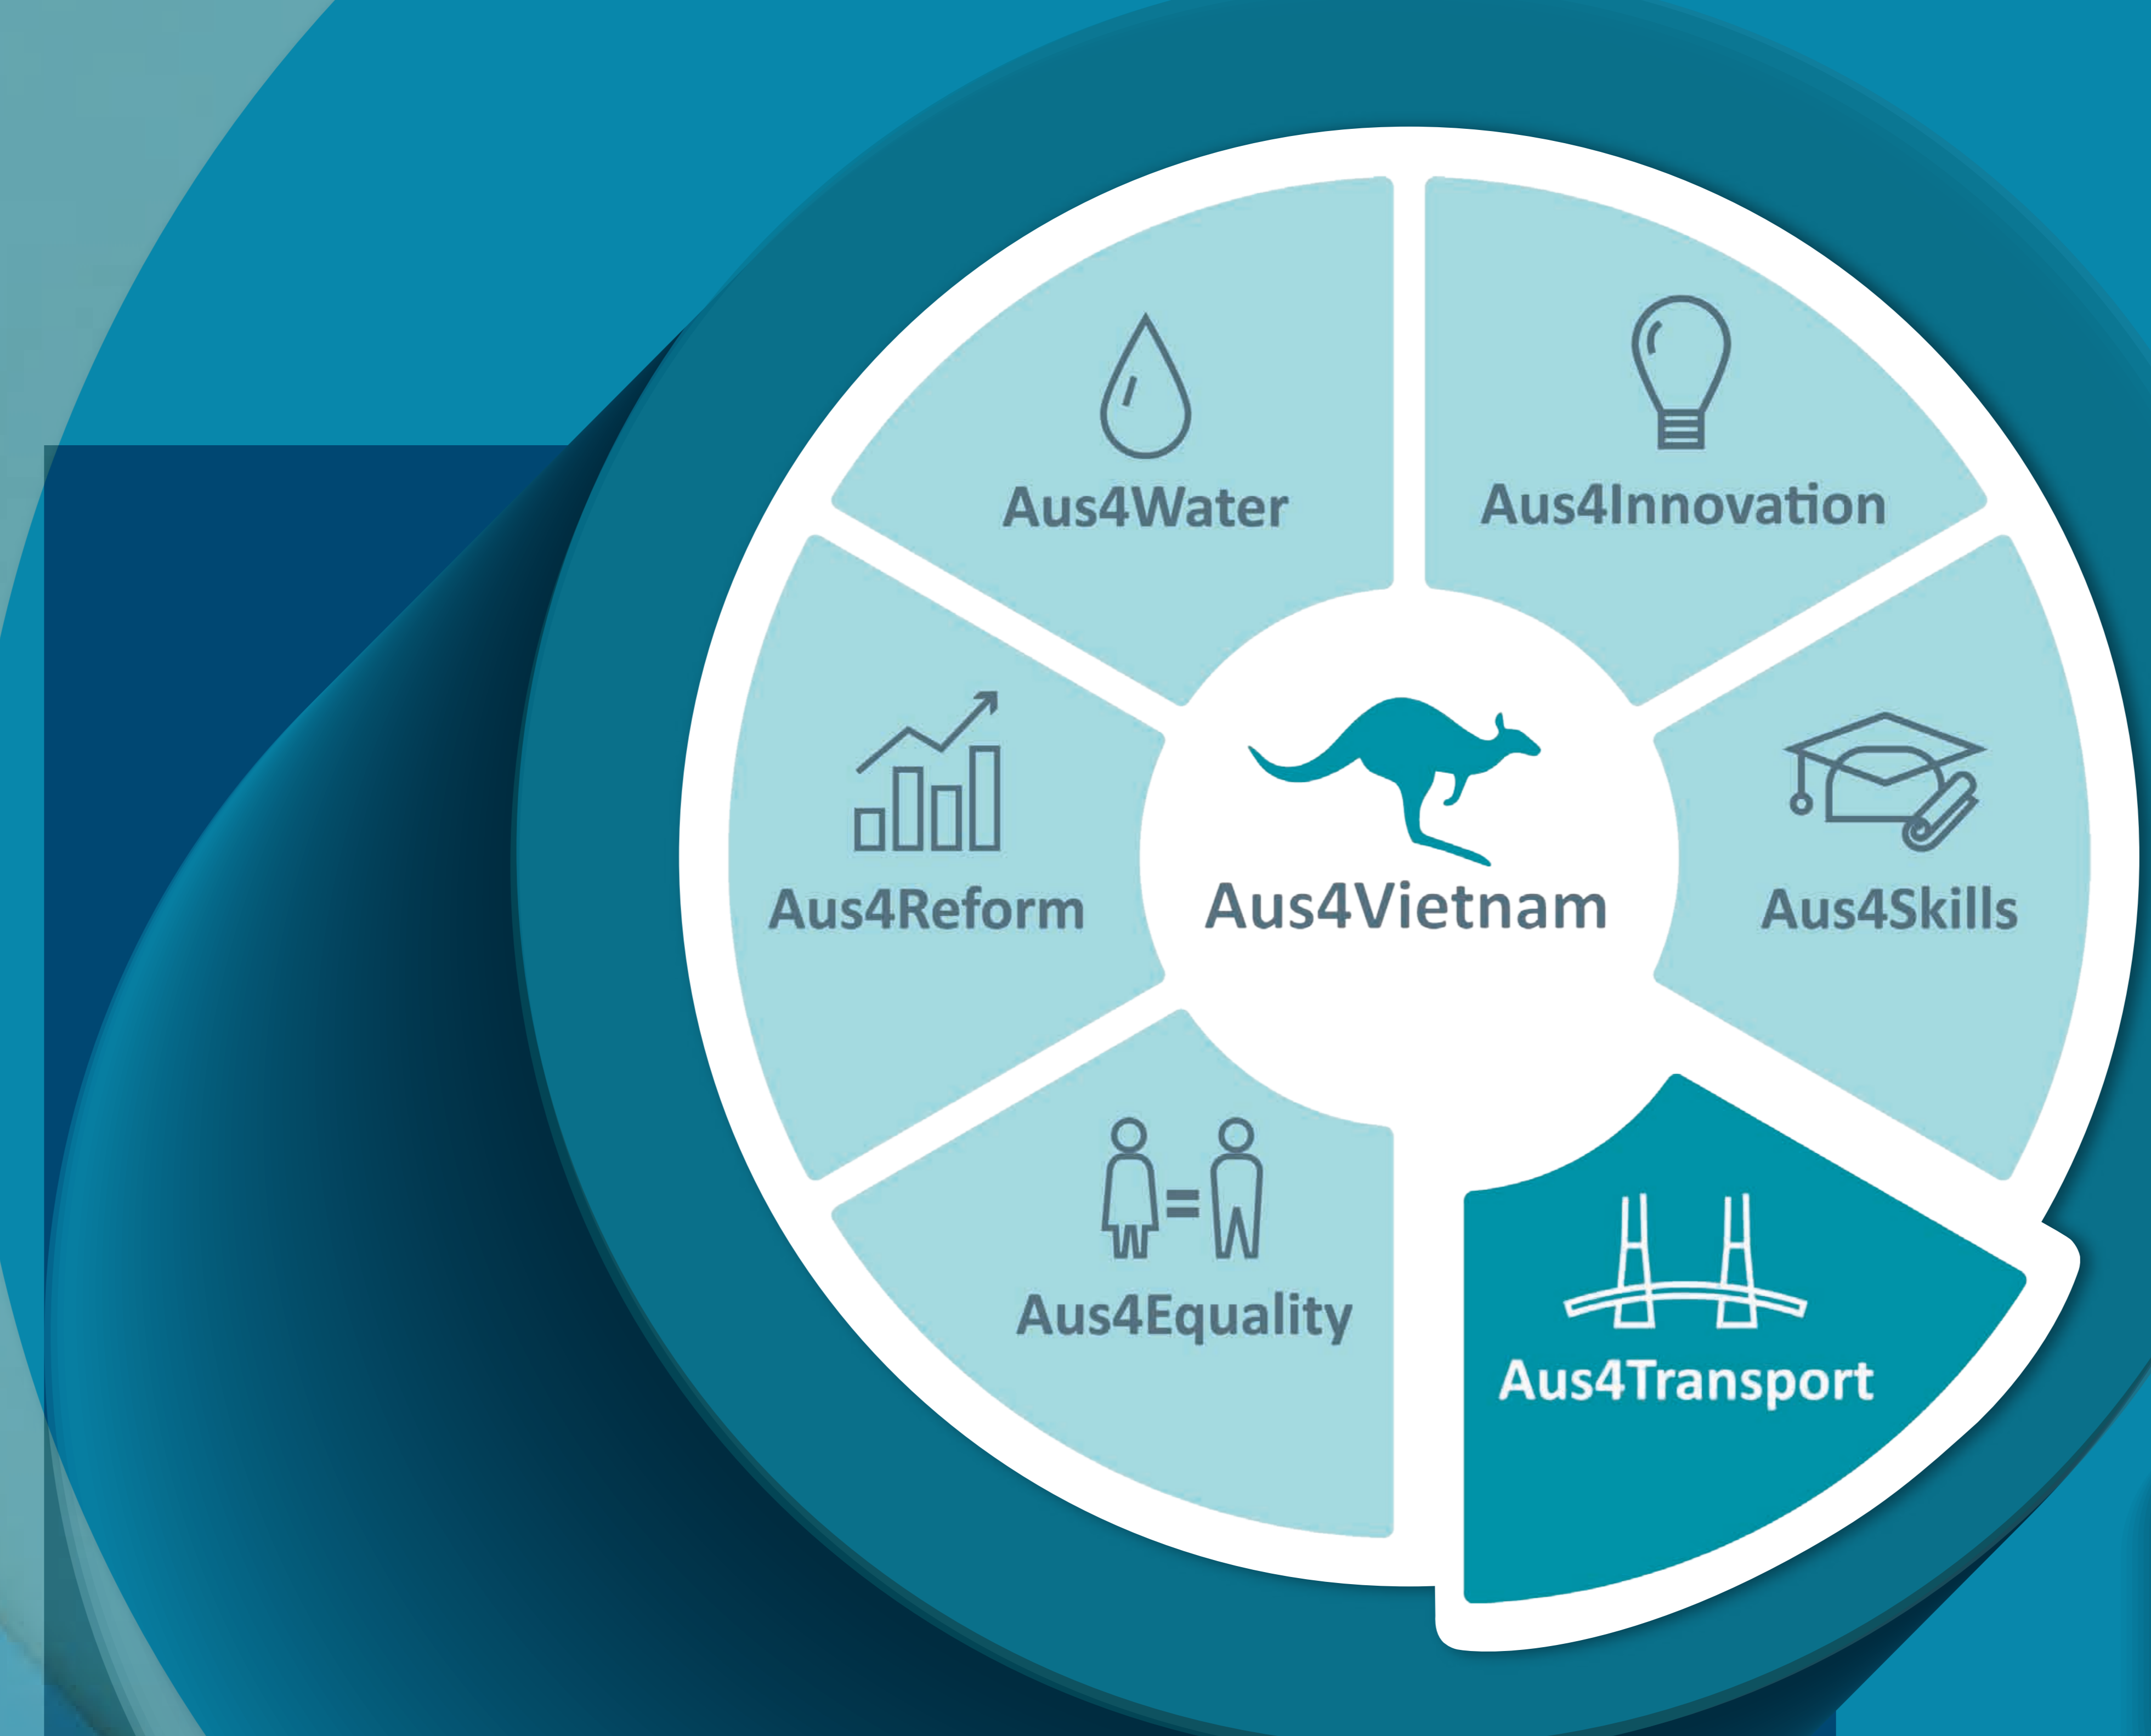 Aus4Water
Aus4Innovation
Aus4Reform
Aus4Vietnam
Aus4Skills
Aus4Equality
Aus4Transport